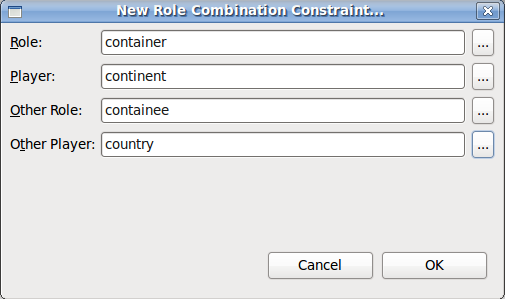 New Role Combination Constraint...
Role: container ...
Player: continent ...
Other Role: containee ...
Other Player: country ...
Cancel OK